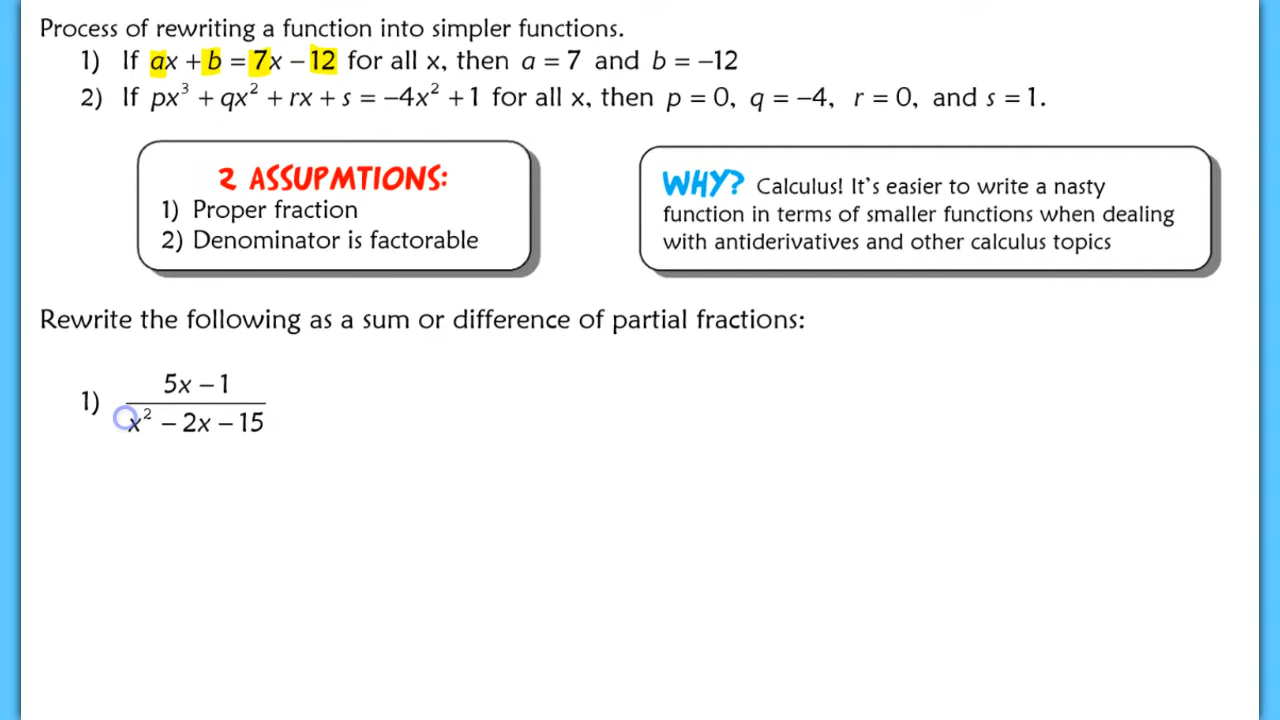 Process of rewriting a function into simpler functions.
1) If ax + b = 7x – 12 for all x, then a = 7 and b = –12
2) If px³ + qx² + rx + s = –4x² + 1 for all x, then p = 0, q = –4, r = 0, and s = 1.
2 ASSUPMTIONS:
1) Proper fraction
2) Denominator is factorable
WHY? Calculus! It's easier to write a nasty
function in terms of smaller functions when dealing
with antiderivatives and other calculus topics
Rewrite the following as a sum or difference of partial fractions:
1) 5x – 1
x² – 2x – 15